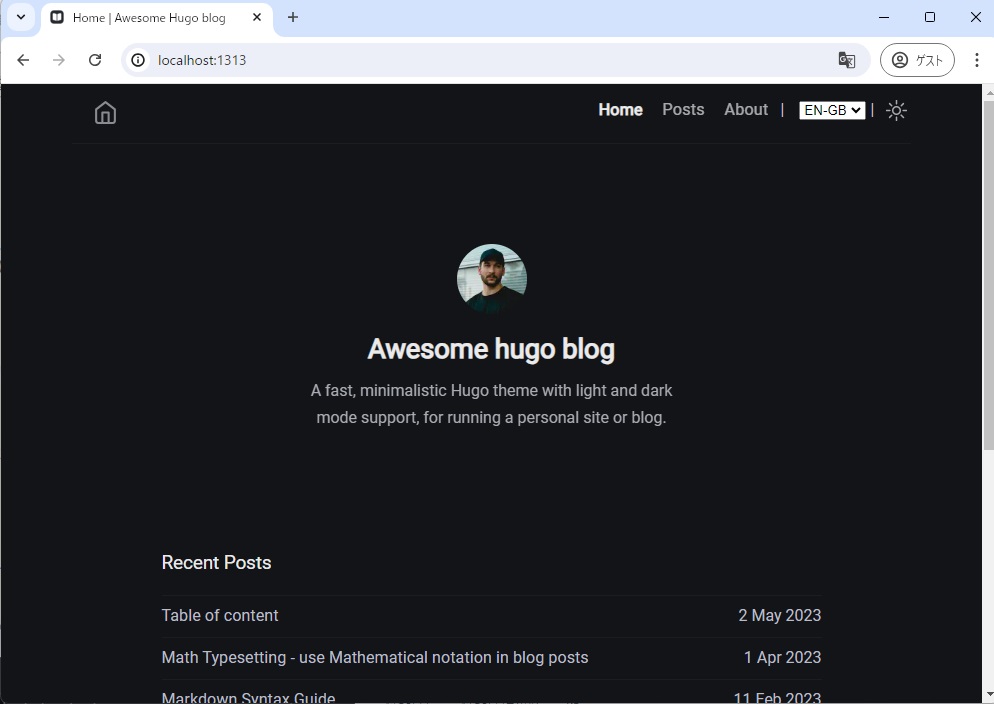 Home | Awesome Hugo blog
localhost:1313
ゲスト
Home Posts About | EN-GB |
Awesome hugo blog
A fast, minimalistic Hugo theme with light and dark
mode support, for running a personal site or blog.
Recent Posts
Table of content 2 May 2023
Math Typesetting - use Mathematical notation in blog posts 1 Apr 2023
Markdown Syntax Guide 11 Feb 2023